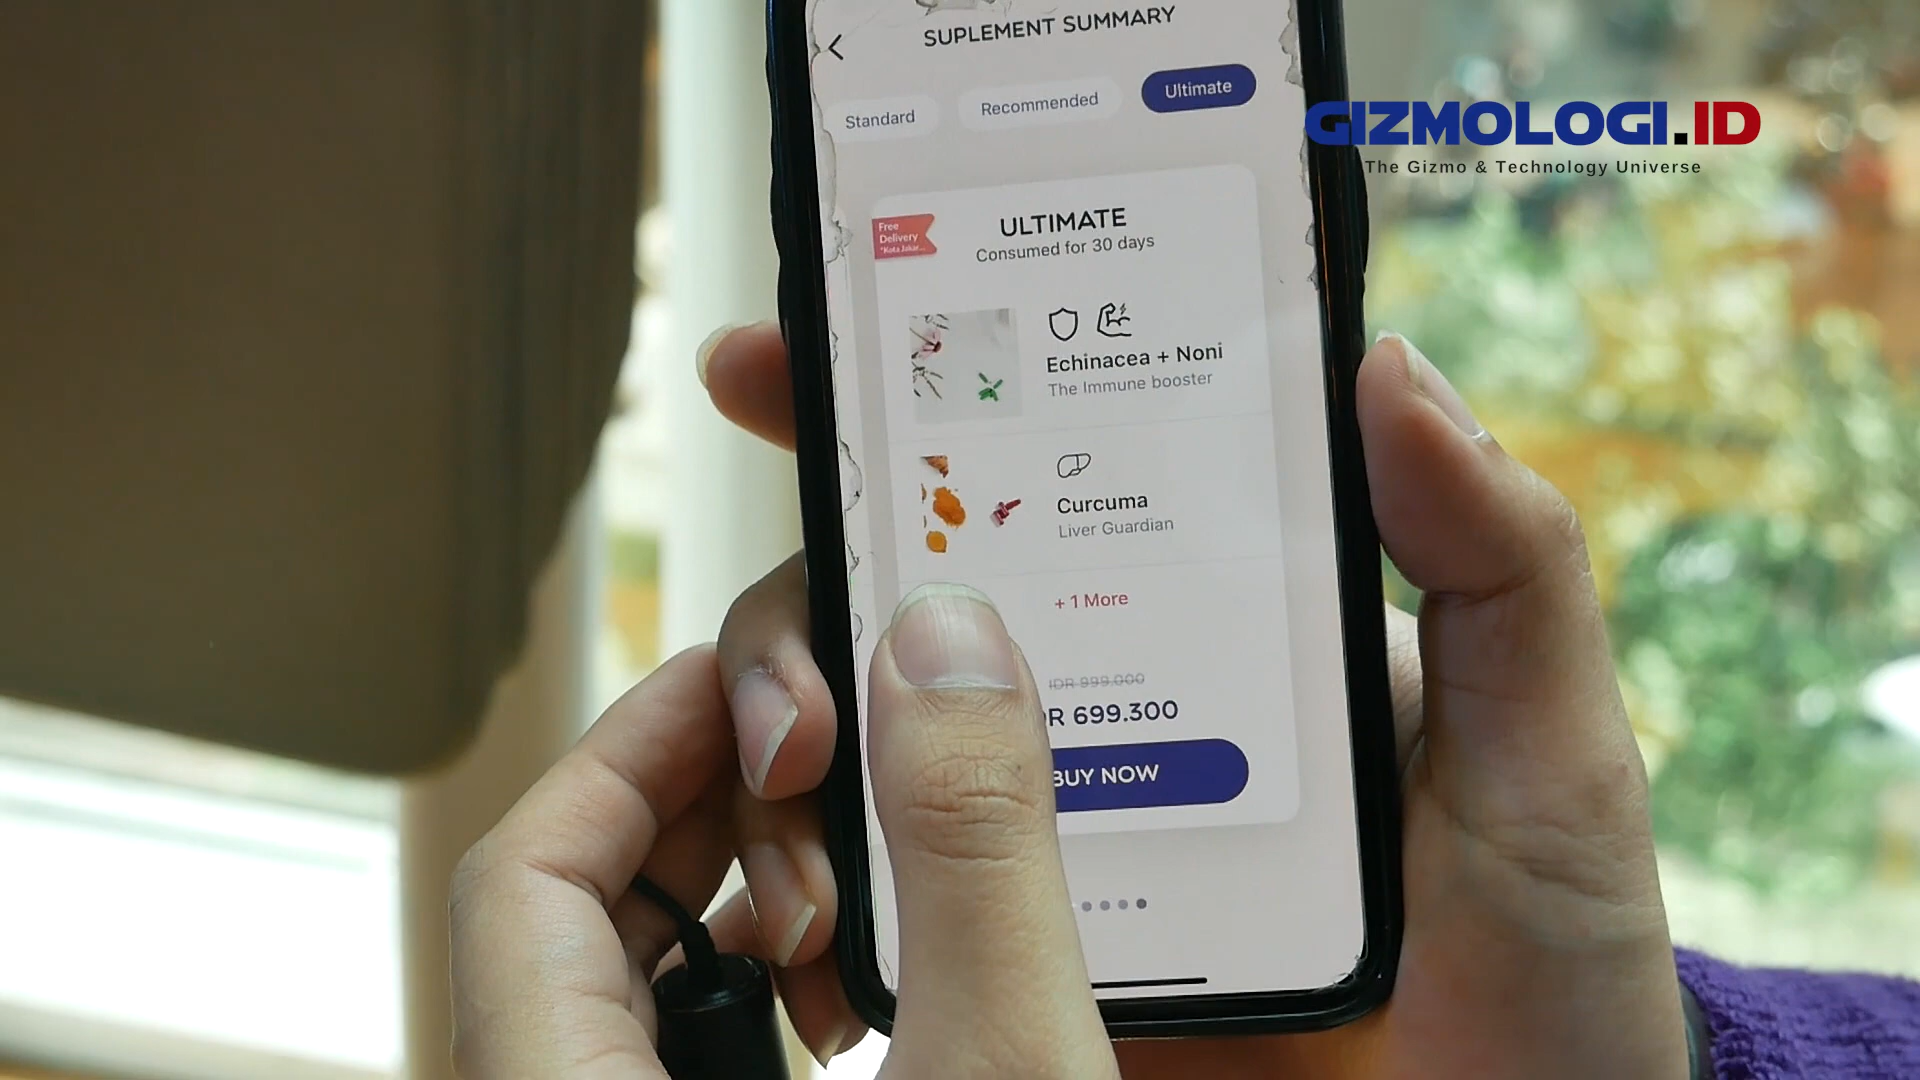 SUPLEMENT SUMMARY
Standard
Recommended
Ultimate
GIZMOLOGI.ID
The Gizmo & Technology Universe
Free
Delivery
ULTIMATE
Consumed for 30 days
Echinacea + Noni
The Immune booster
Curcuma
Liver Guardian
+ 1 More
IDR 999.000
R 699.300
BUY NOW